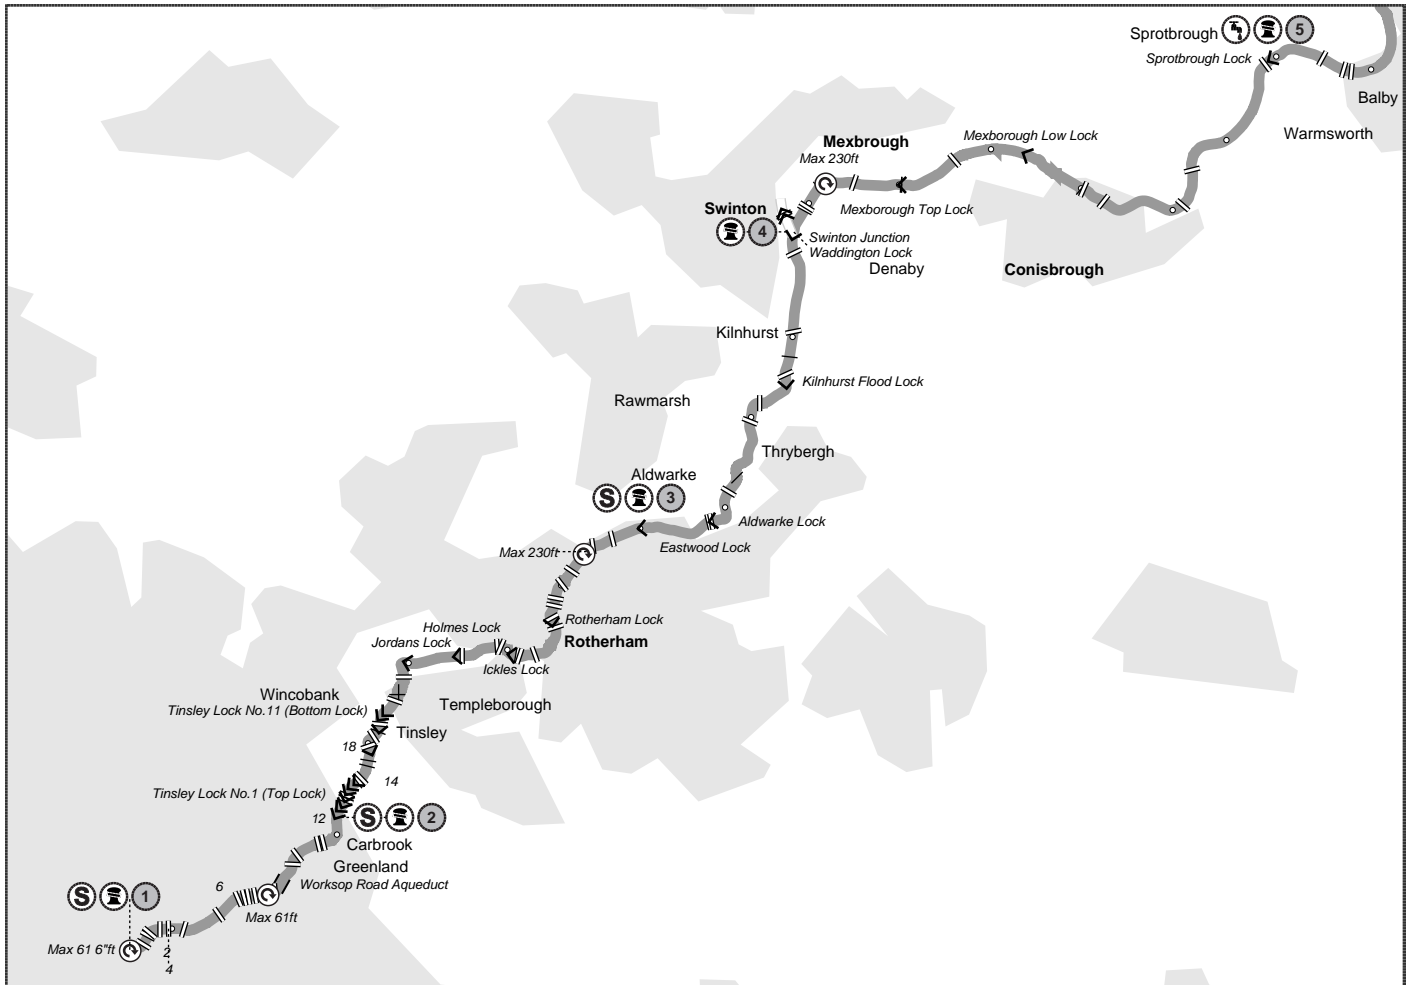 Sprotbrough 5
Sprotbrough Lock
Balby
Warmsworth
Mexborough Low Lock
Mexbrough
Max 230ft
Swinton
Mexborough Top Lock
4
Swinton Junction
Waddington Lock
Denaby
Conisbrough
Kilnhurst
Kilnhurst Flood Lock
Rawmarsh
Thrybergh
Aldwarke
S 3
Aldwarke Lock
Eastwood Lock
Max 230ft
Rotherham Lock
Holmes Lock
Rotherham
Jordans Lock
Ickles Lock
Wincobank
Templeborough
Tinsley Lock No.11 (Bottom Lock)
Tinsley
18
14
Tinsley Lock No.1 (Top Lock)
12
S 2
Carbrook
Greenland
Worksop Road Aqueduct
6
S 1
Max 61ft
Max 61 6"ft
2
4